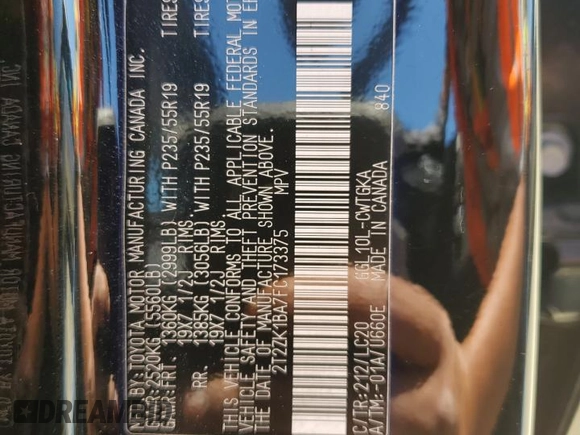 MFD BY:TOYOTA MOTOR MANUFACTURING CANADA INC.
GVWR:2520KG (5560LB)
GAWR:FRT. 1360KG (2999LB) WITH P235/55R19 TIRES
19X7 1/2J RIMS.
RR. 1385KG (3056LB) WITH P235/55R19 TIRES
19X7 1/2J RIMS.
THIS VEHICLE CONFORMS TO ALL APPLICABLE FEDERAL MOTOR
VEHICLE SAFETY AND THEFT PREVENTION STANDARDS IN EF
THE DATE OF MANUFACTURE SHOWN ABOVE.
2T2ZK1BA7FC173375 MPV
C/TR:212/LC20 GGL10L-CWTGKA 840
A/TM:-01A/U660E MADE IN CANADA
DREAMBID